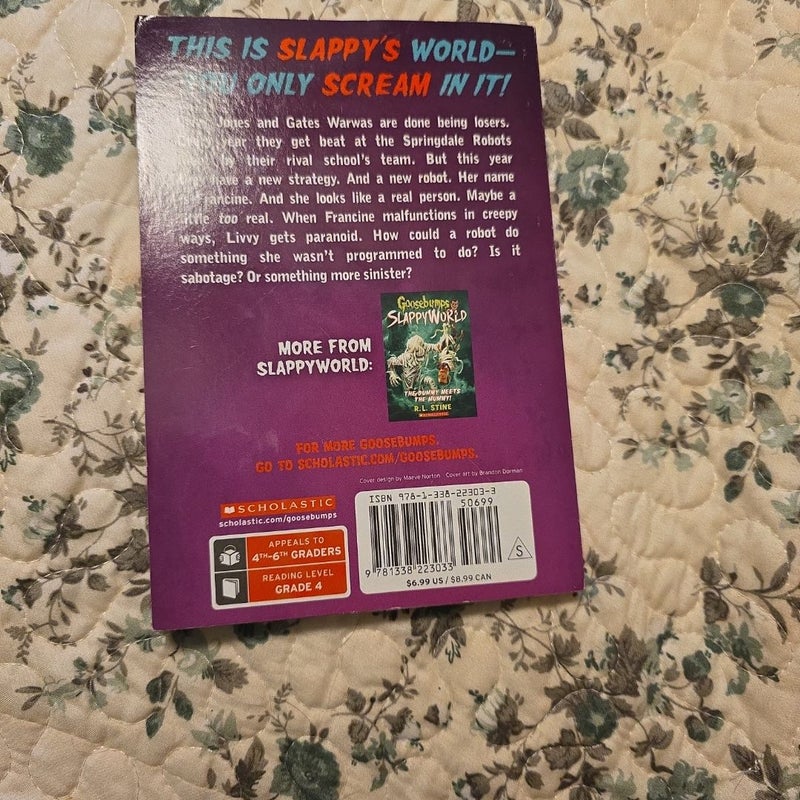 THIS IS SLAPPY'S WORLD—
YOU ONLY SCREAM IN IT!
Jones and Gates Warwas are done being losers.
year they get beat at the Springdale Robots
by their rival school's team. But this year
they have a new strategy. And a new robot. Her name
is Francine. And she looks like a real person. Maybe a
little too real. When Francine malfunctions in creepy
ways, Livvy gets paranoid. How could a robot do
something she wasn't programmed to do? Is it
sabotage? Or something more sinister?
MORE FROM
SLAPPYWORLD:
Goosebumps
SLAPPYWORLD
THE DUMMY MEETS
THE MUMMY!
R.L. STINE
SCHOLASTIC
FOR MORE GOOSEBUMPS,
GO TO SCHOLASTIC.COM/GOOSEBUMPS.
Cover design by Maeve Norton Cover art by Brandon Dorman
SCHOLASTIC
scholastic.com/goosebumps
APPEALS TO
4TH–6TH GRADERS
READING LEVEL
GRADE 4
ISBN 978-1-338-22303-3
50699
9 781338 223033
$6.99 US / $8.99 CAN
S